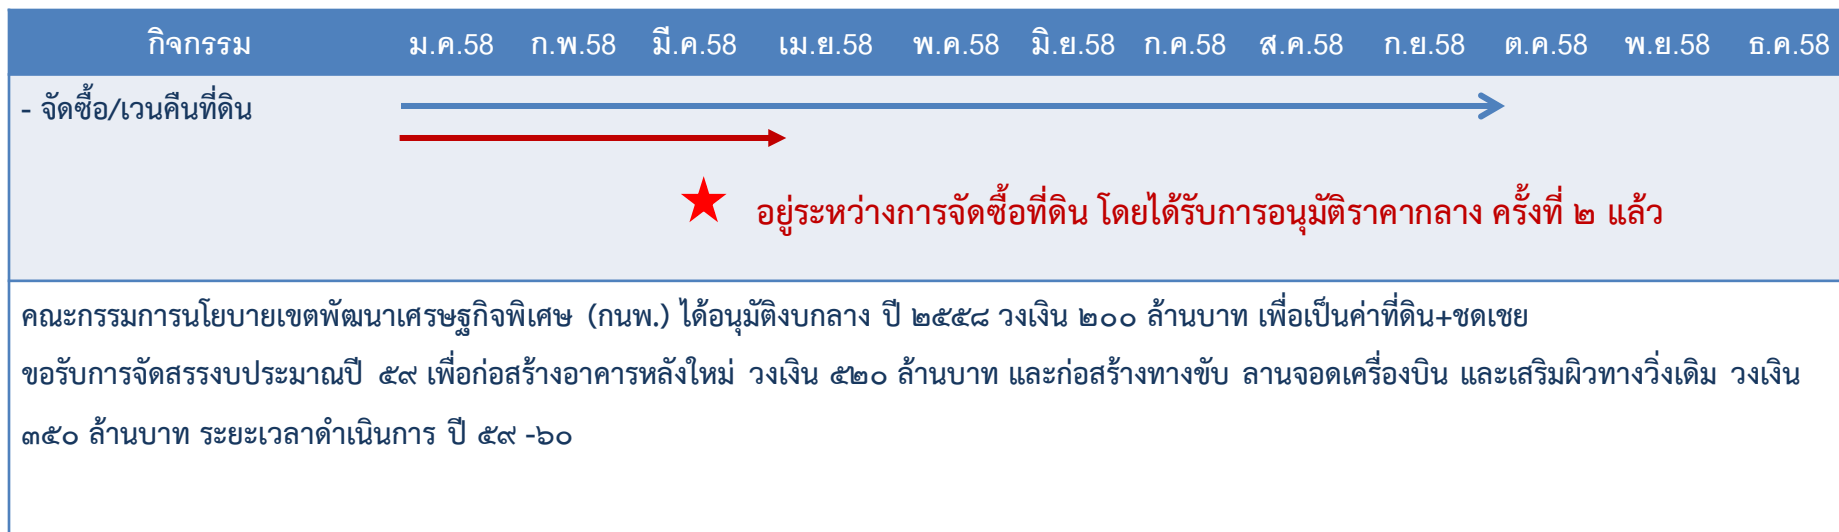 กิจกรรม ม.ค.58 ก.พ.58 มี.ค.58 เม.ย.58 พ.ค.58 มิ.ย.58 ก.ค.58 ส.ค.58 ก.ย.58 ต.ค.58 พ.ย.58 ธ.ค.58
- จัดซื้อ/เวนคืนที่ดิน
อยู่ระหว่างการจัดซื้อที่ดิน โดยได้รับการอนุมัติราคากลาง ครั้งที่ ๒ แล้ว
คณะกรรมการนโยบายเขตพัฒนาเศรษฐกิจพิเศษ (กนพ.) ได้อนุมัติงบกลาง ปี ๒๕๕๘ วงเงิน ๒๐๐ ล้านบาท เพื่อเป็นค่าที่ดิน+ชดเชย
ขอรับการจัดสรรงบประมาณปี ๕๙ เพื่อก่อสร้างอาคารหลังใหม่ วงเงิน ๕๒๐ ล้านบาท และก่อสร้างทางขับ ลานจอดเครื่องบิน และเสริมผิวทางวิ่งเดิม วงเงิน
๓๕๐ ล้านบาท ระยะเวลาดำเนินการ ปี ๕๙ -๖๐